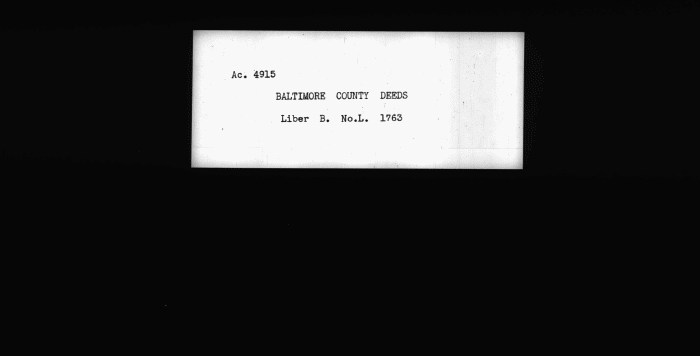 Ac. 4915
BALTIMORE COUNTY DEEDS
Liber B. No.L. 1763